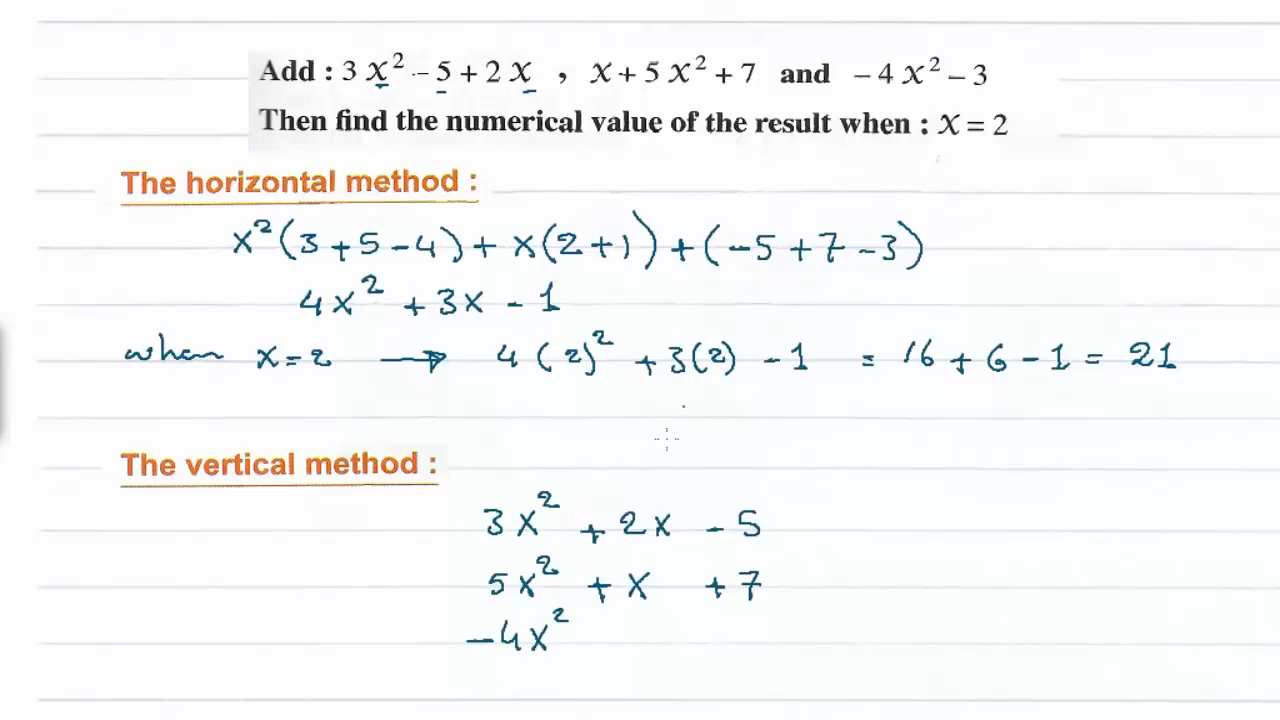 Add : 3 x² - 5 + 2 x , x + 5 x² + 7 and - 4 x² - 3
Then find the numerical value of the result when : x = 2
The horizontal method :
x²(3 + 5 - 4) + x(2 + 1) + (-5 + 7 - 3)
4x² + 3x - 1
when x = 2 → 4(2)² + 3(2) - 1 = 16 + 6 - 1 = 21
The vertical method :
3x² + 2x - 5
5x² + x + 7
-4x²